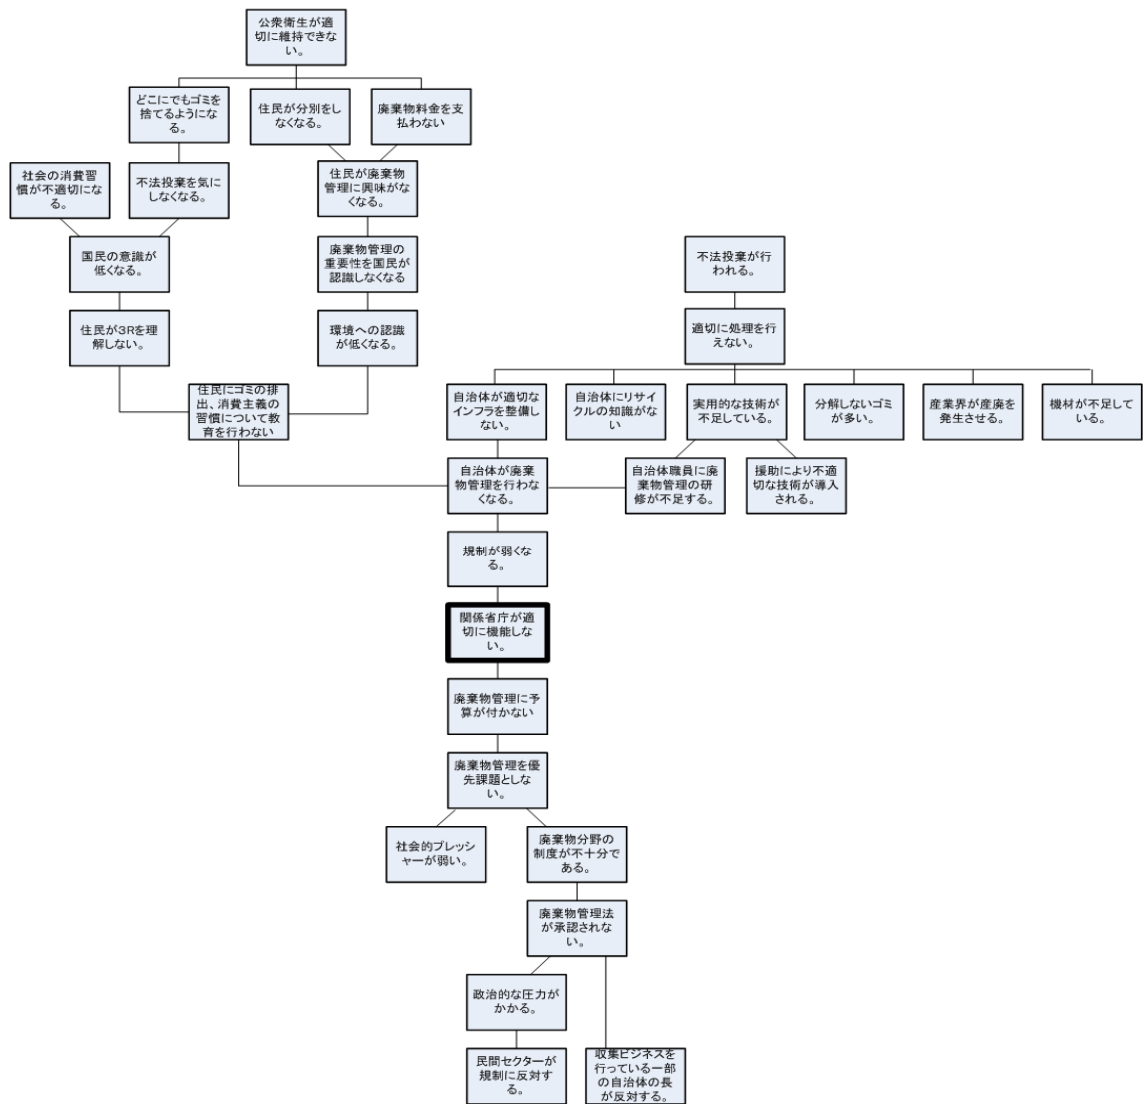 公衆衛生が適
切に維持できな
い。
どこにでもゴミを
捨てるようにな
る。
住民が分別をし
なくなる。
廃棄物料金を支
払わない
社会の消費習
慣が不適切にな
る。
不法投棄を気に
しなくなる。
住民が廃棄物
管理に興味がな
くなる。
国民の意識が
低くなる。
廃棄物管理の
重要性を国民が
認識しなくなる
不法投棄が行
われる。
住民が3Rを理
解しない。
環境への認識
が低くなる。
適切に処理を行
えない。
住民にゴミの排
出、消費主義の
習慣について教
育を行わない
自治体が適切な
インフラを整備し
ない。
自治体にリサイ
クルの知識がな
い
実用的な技術が
不足している。
分解しないゴミ
が多い。
産業界が産廃を
発生させる。
機材が不足して
いる。
自治体が廃棄
物管理を行わな
くなる。
自治体職員に廃
棄物管理の研
修が不足する。
援助により不適
切な技術が導入
される。
規制が弱くな
る。
関係省庁が適
切に機能しな
い。
廃棄物管理に予
算が付かない
廃棄物管理を優
先課題としな
い。
社会的プレッシ
ャーが弱い。
廃棄物分野の
制度が不十分で
ある。
廃棄物管理法
が承認されな
い。
政治的な圧力が
かかる。
民間セクターが
規制に反対す
る。
収集ビジネスを
行っている一部
の自治体の長
が反対する。